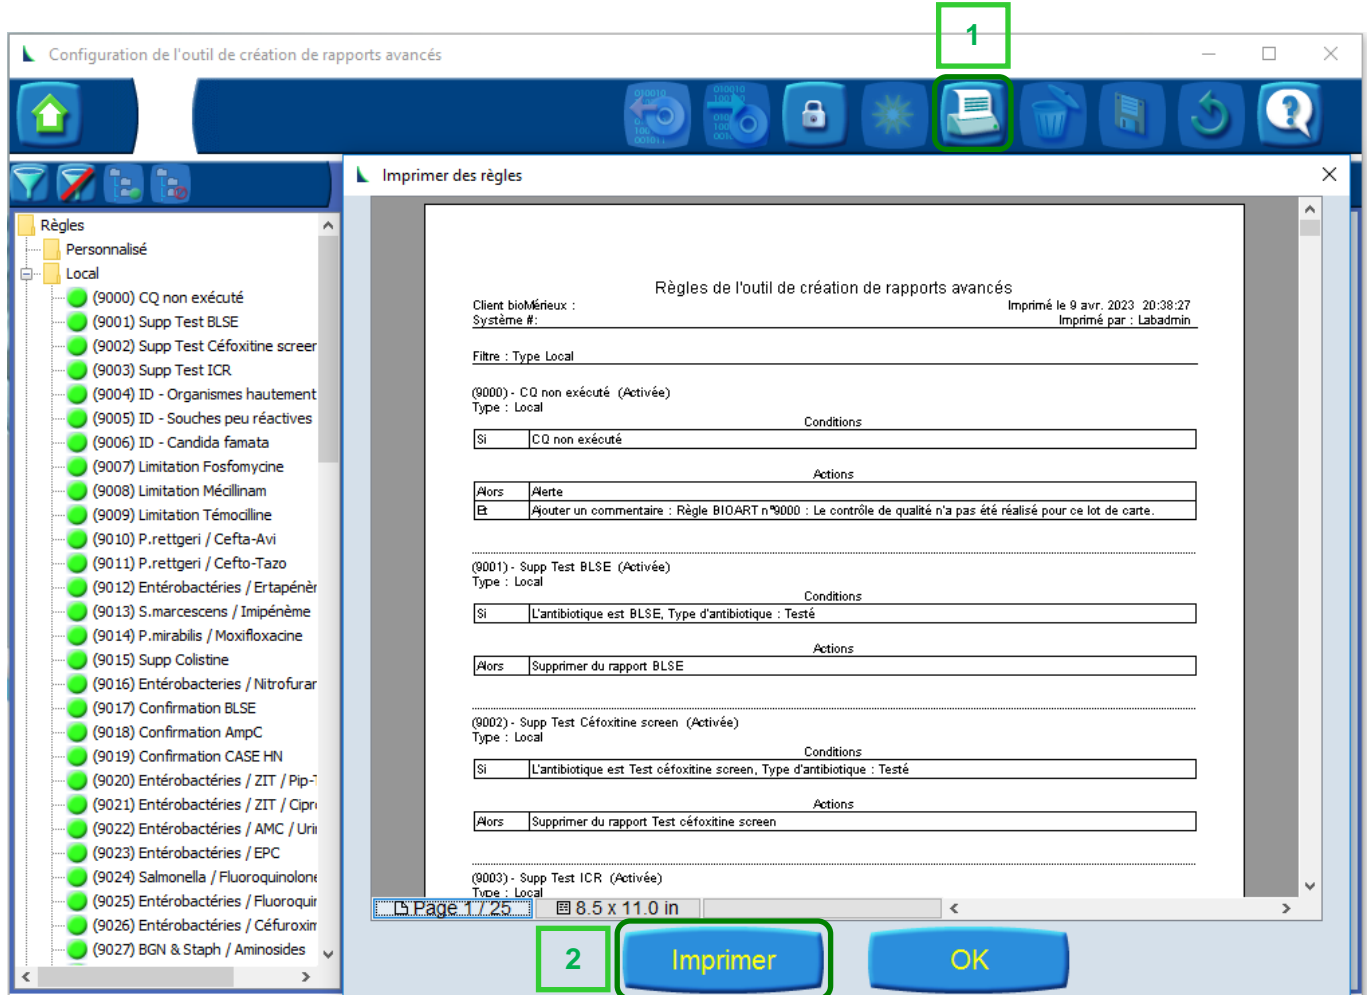 1
Configuration de l'outil de création de rapports avancés
Imprimer des règles
Règles
Personnalisé
Local
(9000) CQ non exécuté
(9001) Supp Test BLSE
(9002) Supp Test Céfoxitine screer
(9003) Supp Test ICR
(9004) ID - Organismes hautement
(9005) ID - Souches peu réactives
(9006) ID - Candida famata
(9007) Limitation Fosfomycine
(9008) Limitation Mécillinam
(9009) Limitation Témocilline
(9010) P.rettgeri / Cefta-Avi
(9011) P.rettgeri / Cefto-Tazo
(9012) Entérobactéries / Ertapénèr
(9013) S.marcescens / Imipénème
(9014) P.mirabilis / Moxifloxacine
(9015) Supp Colistine
(9016) Entérobacteries / Nitrofurar
(9017) Confirmation BLSE
(9018) Confirmation AmpC
(9019) Confirmation CASE HN
(9020) Entérobactéries / ZIT / Pip-T
(9021) Entérobactéries / ZIT / Cipr
(9022) Entérobactéries / AMC / Uri
(9023) Entérobactéries / EPC
(9024) Salmonella / Fluoroquinolone
(9025) Entérobactéries / Fluoroquir
(9026) Entérobactéries / Céfuroxim
(9027) BGN & Staph / Aminosides
Règles de l'outil de création de rapports avancés
Client bioMérieux :
Imprimé le 9 avr. 2023 20:38:27
Système #:
Imprimé par : Labadmin
Filtre : Type Local
(9000) - CQ non exécuté (Activée)
Type : Local
Conditions
Si CQ non exécuté
Actions
Alors Alerte
Et Ajouter un commentaire : Règle BIOART n°9000 : Le contrôle de qualité n'a pas été réalisé pour ce lot de carte.
(9001) - Supp Test BLSE (Activée)
Type : Local
Conditions
Si L'antibiotique est BLSE, Type d'antibiotique : Testé
Actions
Alors Supprimer du rapport BLSE
(9002) - Supp Test Céfoxitine screen (Activée)
Type : Local
Conditions
Si L'antibiotique est Test céfoxitine screen, Type d'antibiotique : Testé
Actions
Alors Supprimer du rapport Test céfoxitine screen
(9003) - Supp Test ICR (Activée)
Type : Local
Page 1 / 25
8.5 x 11.0 in
2
Imprimer
OK